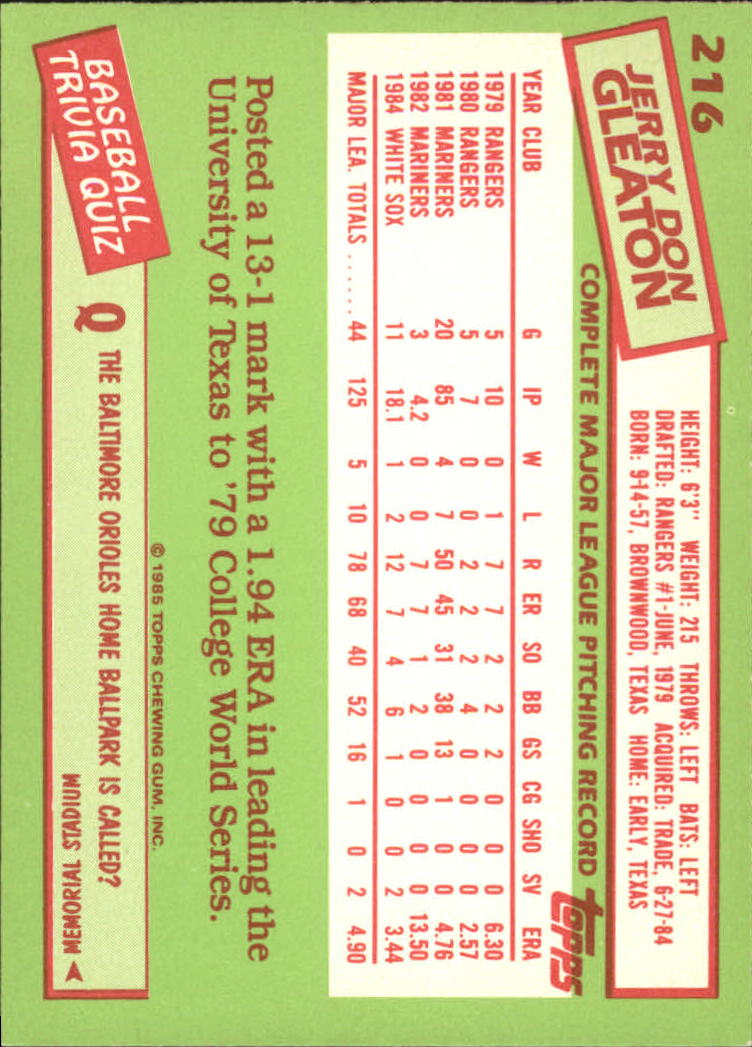 216
JERRY DON
GLEATON
HEIGHT: 6'3" WEIGHT: 215 THROWS: LEFT BATS: LEFT
DRAFTED: RANGERS #1-JUNE, 1979 ACQUIRED: TRADE, 6-27-84
BORN: 9-14-57, BROWNWOOD, TEXAS HOME: EARLY, TEXAS
COMPLETE MAJOR LEAGUE PITCHING RECORD
topps
YEAR CLUB G IP W L R ER SO BB GS CG SHO SV ERA
1979 RANGERS 5 10 0 1 7 7 2 2 2 0 0 0 6.30
1980 RANGERS 5 7 0 0 2 2 2 4 0 0 0 0 2.57
1981 MARINERS 20 85 4 7 50 45 31 38 13 1 0 0 4.76
1982 MARINERS 3 4.2 0 0 7 7 1 2 0 0 0 0 13.50
1984 WHITE SOX 11 18.1 1 2 12 7 4 6 1 0 0 2 3.44
MAJOR LEA. TOTALS ...... 44 125 5 10 78 68 40 52 16 1 0 2 4.90
Posted a 13-1 mark with a 1.94 ERA in leading the
University of Texas to '79 College World Series.
© 1985 TOPPS CHEWING GUM, INC.
BASEBALL
TRIVIA QUIZ
Q THE BALTIMORE ORIOLES HOME BALLPARK IS CALLED?
MEMORIAL STADIUM